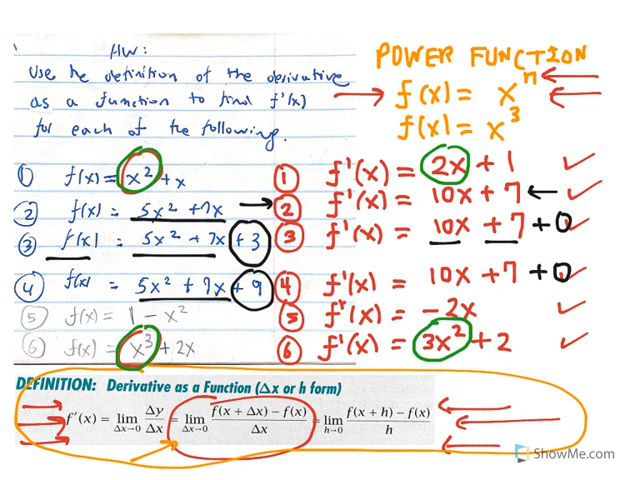 HW:
Use the definition of the derivative
as a function to find f'(x)
for each of the following.
① f(x) = x² + x
② f(x) = 5x² + 7x
③ f(x) = 5x² + 7x + 3
④ f(x) = 5x² + 7x + 9
⑤ f(x) = 1 - x²
⑥ f(x) = x³ + 2x
POWER FUNCTION
→ f(x) = xⁿ
f(x) = x³
① f'(x) = 2x + 1 ✓
→ ② f'(x) = 10x + 7 ← ✓
③ f'(x) = 10x + 7 + 0 ✓
④ f'(x) = 10x + 7 + 0 ✓
⑤ f'(x) = -2x ✓
⑥ f'(x) = 3x² + 2 ✓
DEFINITION: Derivative as a Function (Δx or h form)
f'(x) = lim Δx→0 Δy/Δx = lim Δx→0 (f(x + Δx) − f(x))/Δx = lim h→0 (f(x + h) − f(x))/h
ShowMe.com